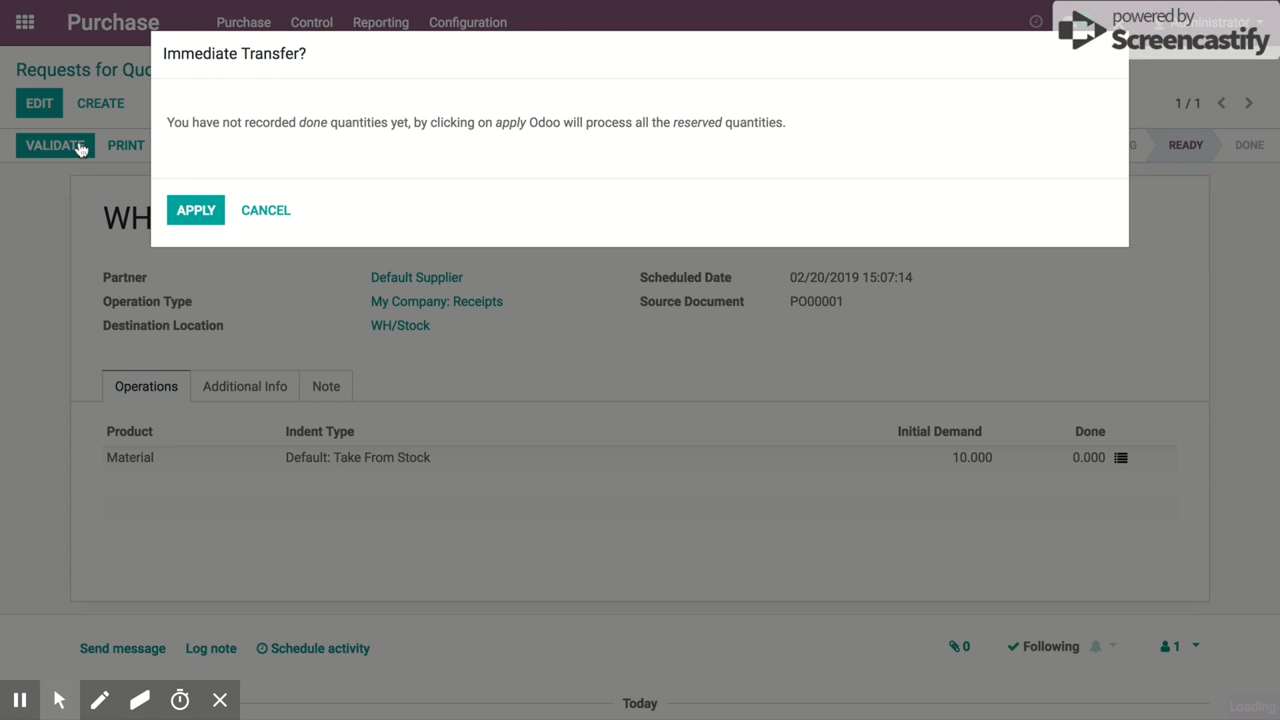 Purchase
Purchase Control Reporting Configuration
Administrator
powered by
Screencastify
Immediate Transfer?
Requests for Quo
EDIT CREATE
1 / 1
You have not recorded done quantities yet, by clicking on apply Odoo will process all the reserved quantities.
VALIDATE PRINT
G READY DONE
APPLY CANCEL
WH
Partner Default Supplier Scheduled Date 02/20/2019 15:07:14
Operation Type My Company: Receipts Source Document PO00001
Destination Location WH/Stock
Operations Additional Info Note
Product Indent Type Initial Demand Done
Material Default: Take From Stock 10.000 0.000
Send message Log note Schedule activity 0 Following 1
Today
Loading